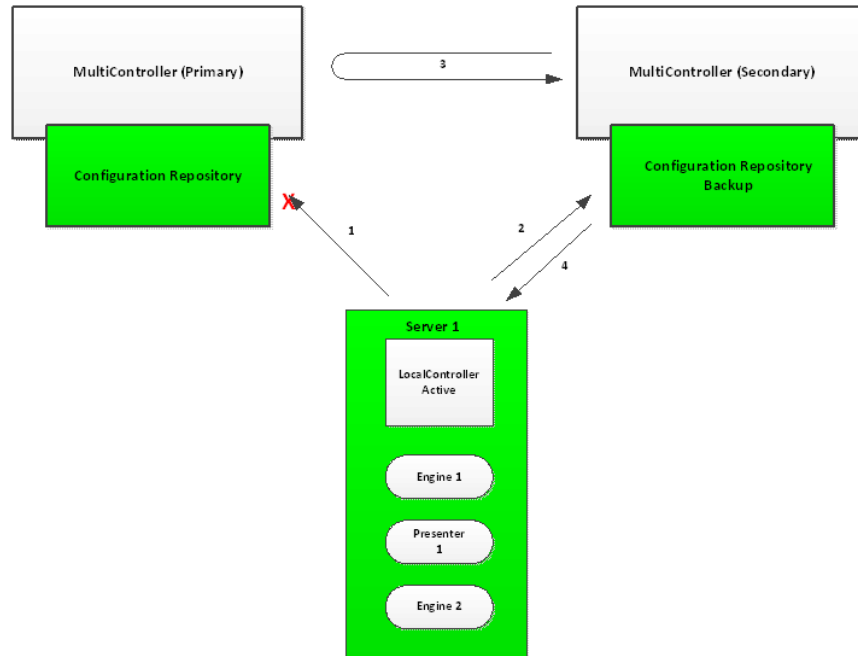 MultiController (Primary)
3
MultiController (Secondary)
Configuration Repository
Configuration Repository
Backup
X
1
2
4
Server 1
LocalController
Active
Engine 1
Presenter
1
Engine 2